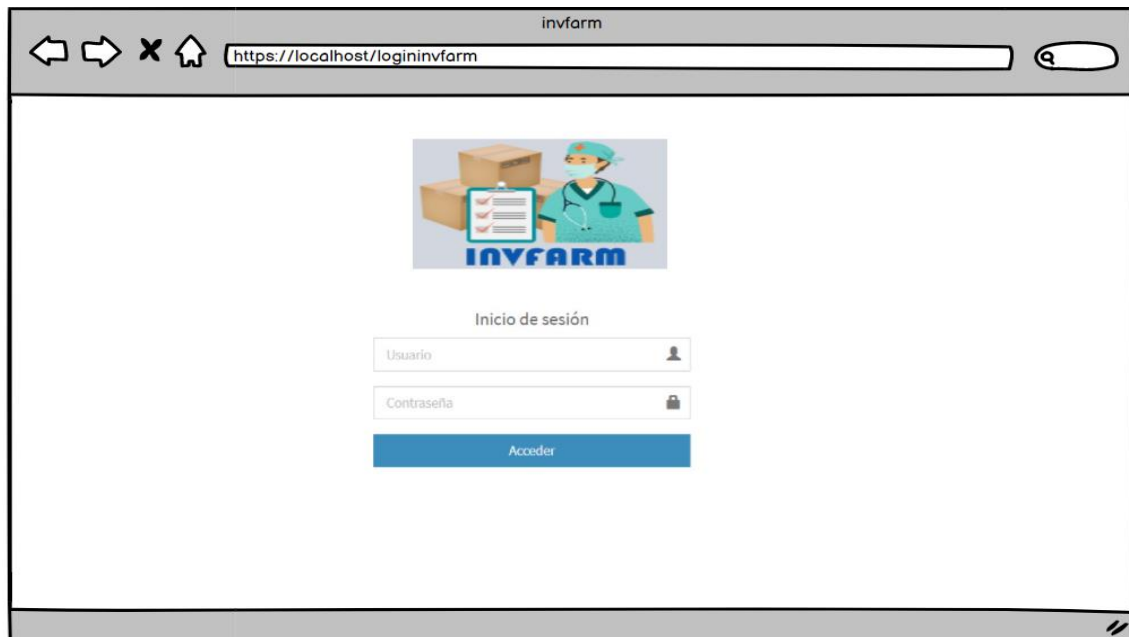 invfarm
https://localhost/logininvfarm
INVFARM
Inicio de sesión
Usuario
Contraseña
Acceder